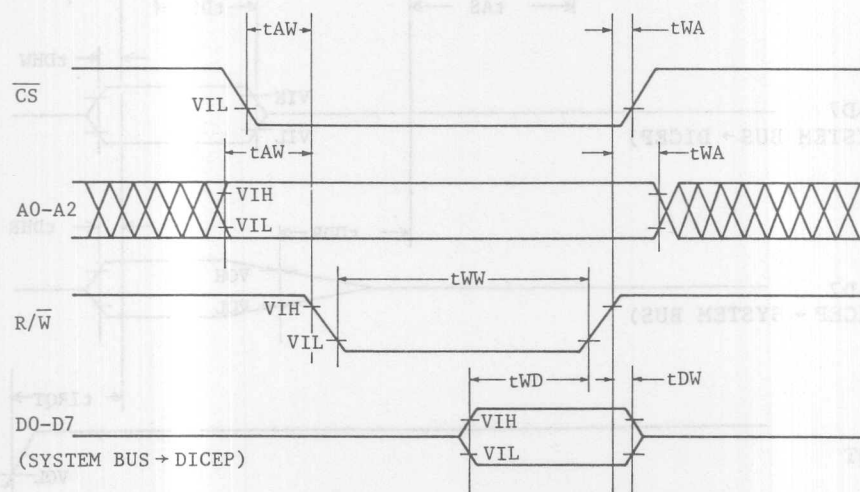 tAW
tWA
C̅S̅
VIL
tAW
tWA
A0-A2
VIH
VIL
tWW
R/W̅
VIH
VIL
tWD
tDW
D0-D7
VIH
VIL
(SYSTEM BUS → DICEP)